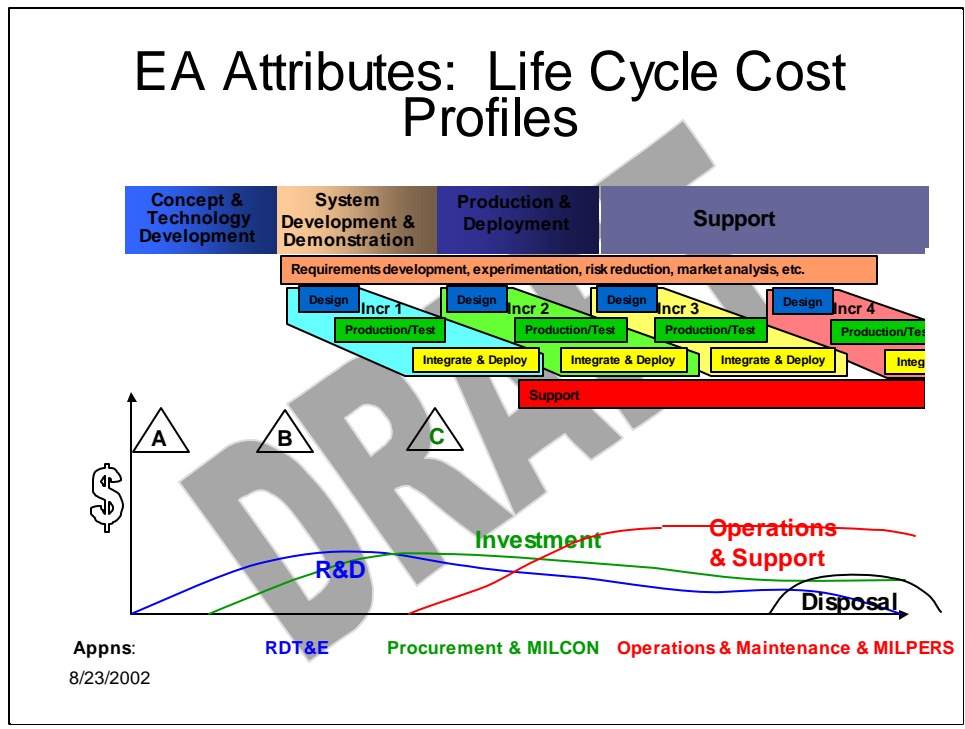 EA Attributes: Life Cycle Cost
Profiles
Concept &
Technology
Development
System
Development &
Demonstration
Production &
Deployment
Support
Requirements development, experimentation, risk reduction, market analysis, etc.
Design
Incr 1
Design
Incr 2
Design
Incr 3
Design
Incr 4
Production/Test
Production/Test
Production/Test
Production/Tes
Integrate & Deploy
Integrate & Deploy
Integrate & Deploy
Integ
Support
A
B
C
DRAFT
$
Investment
Operations
& Support
R&D
Disposal
Appns:
RDT&E
Procurement & MILCON
Operations & Maintenance & MILPERS
8/23/2002